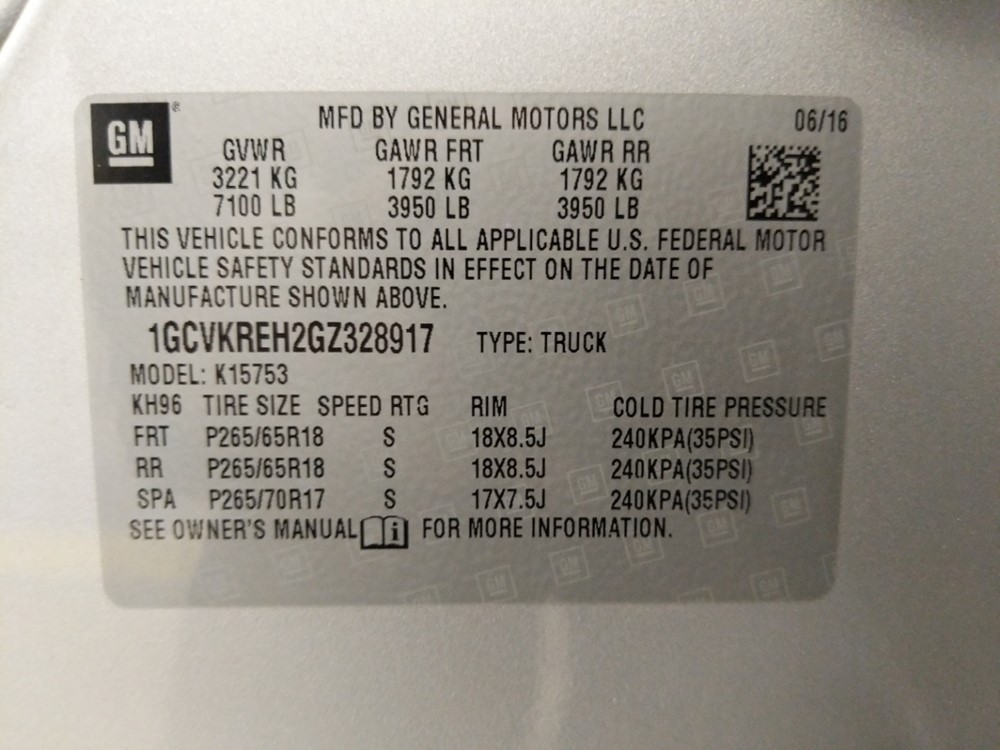 GM ®
MFD BY GENERAL MOTORS LLC 06/16
GVWR GAWR FRT GAWR RR
3221 KG 1792 KG 1792 KG
7100 LB 3950 LB 3950 LB
THIS VEHICLE CONFORMS TO ALL APPLICABLE U.S. FEDERAL MOTOR
VEHICLE SAFETY STANDARDS IN EFFECT ON THE DATE OF
MANUFACTURE SHOWN ABOVE.
1GCVKREH2GZ328917 TYPE: TRUCK
MODEL: K15753
KH96 TIRE SIZE SPEED RTG RIM COLD TIRE PRESSURE
FRT P265/65R18 S 18X8.5J 240KPA(35PSI)
RR P265/65R18 S 18X8.5J 240KPA(35PSI)
SPA P265/70R17 S 17X7.5J 240KPA(35PSI)
SEE OWNER'S MANUAL i FOR MORE INFORMATION.